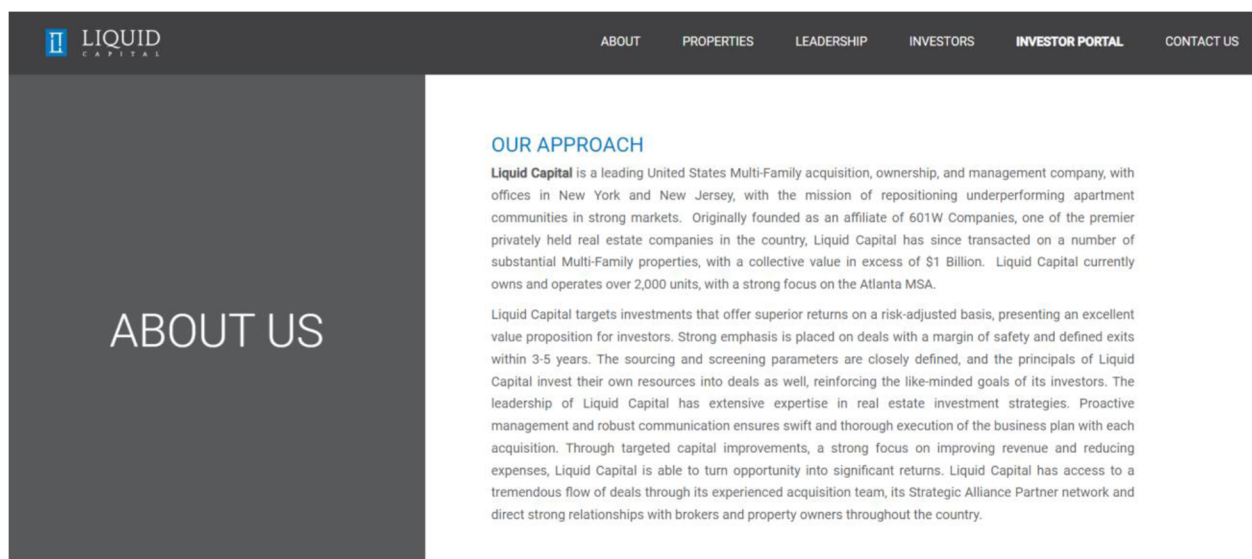 LIQUID
CAPITAL
ABOUT PROPERTIES LEADERSHIP INVESTORS INVESTOR PORTAL CONTACT US
ABOUT US
OUR APPROACH
Liquid Capital is a leading United States Multi-Family acquisition, ownership, and management company, with
offices in New York and New Jersey, with the mission of repositioning underperforming apartment
communities in strong markets. Originally founded as an affiliate of 601W Companies, one of the premier
privately held real estate companies in the country, Liquid Capital has since transacted on a number of
substantial Multi-Family properties, with a collective value in excess of $1 Billion. Liquid Capital currently
owns and operates over 2,000 units, with a strong focus on the Atlanta MSA.
Liquid Capital targets investments that offer superior returns on a risk-adjusted basis, presenting an excellent
value proposition for investors. Strong emphasis is placed on deals with a margin of safety and defined exits
within 3-5 years. The sourcing and screening parameters are closely defined, and the principals of Liquid
Capital invest their own resources into deals as well, reinforcing the like-minded goals of its investors. The
leadership of Liquid Capital has extensive expertise in real estate investment strategies. Proactive
management and robust communication ensures swift and thorough execution of the business plan with each
acquisition. Through targeted capital improvements, a strong focus on improving revenue and reducing
expenses, Liquid Capital is able to turn opportunity into significant returns. Liquid Capital has access to a
tremendous flow of deals through its experienced acquisition team, its Strategic Alliance Partner network and
direct strong relationships with brokers and property owners throughout the country.